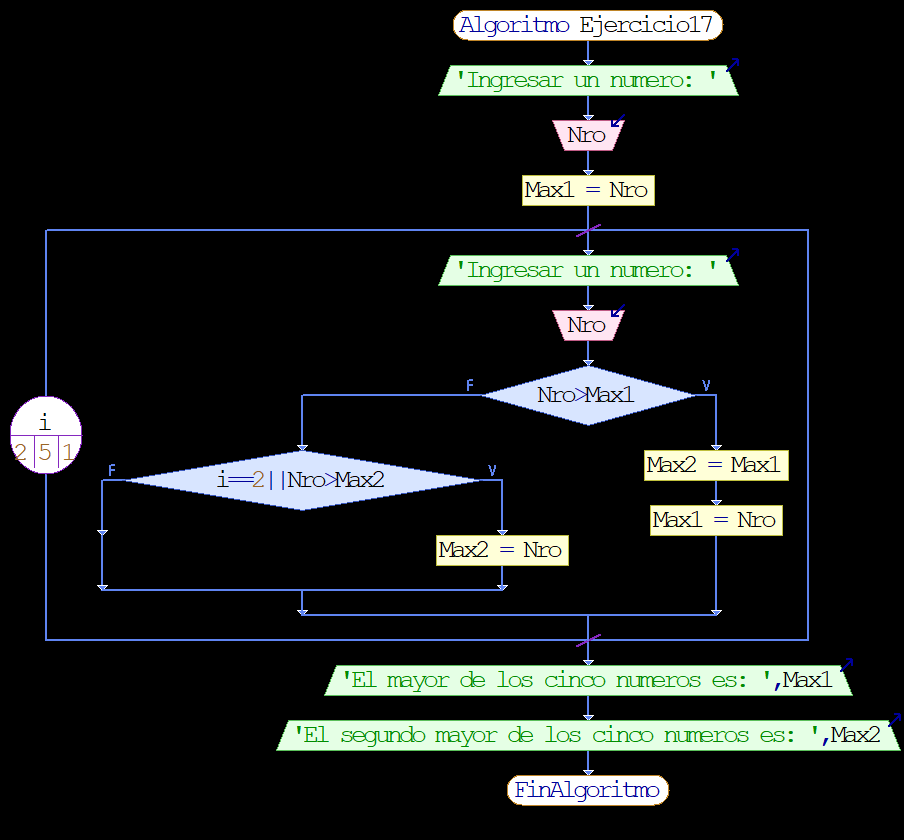 Algoritmo Ejercicio17
'Ingresar un numero: '
Nro
Max1 = Nro
'Ingresar un numero: '
Nro
F
Nro>Max1
V
i
2 5 1
F
i==2||Nro>Max2
V
Max2 = Max1
Max1 = Nro
Max2 = Nro
'El mayor de los cinco numeros es: ',Max1
'El segundo mayor de los cinco numeros es: ',Max2
FinAlgoritmo